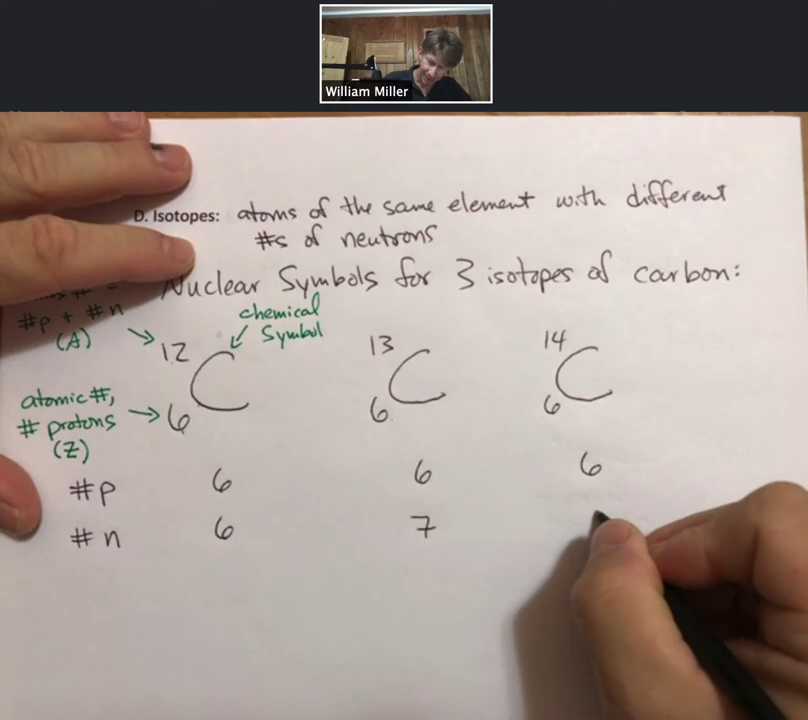 William Miller
D. Isotopes: atoms of the same element with different
#s of neutrons
Nuclear Symbols for 3 isotopes of carbon:
#p + #n
(A)
chemical
Symbol
12 C 13 C 14 C
6 6 6
atomic #,
# protons
(Z)
#p 6 6 6
#n 6 7